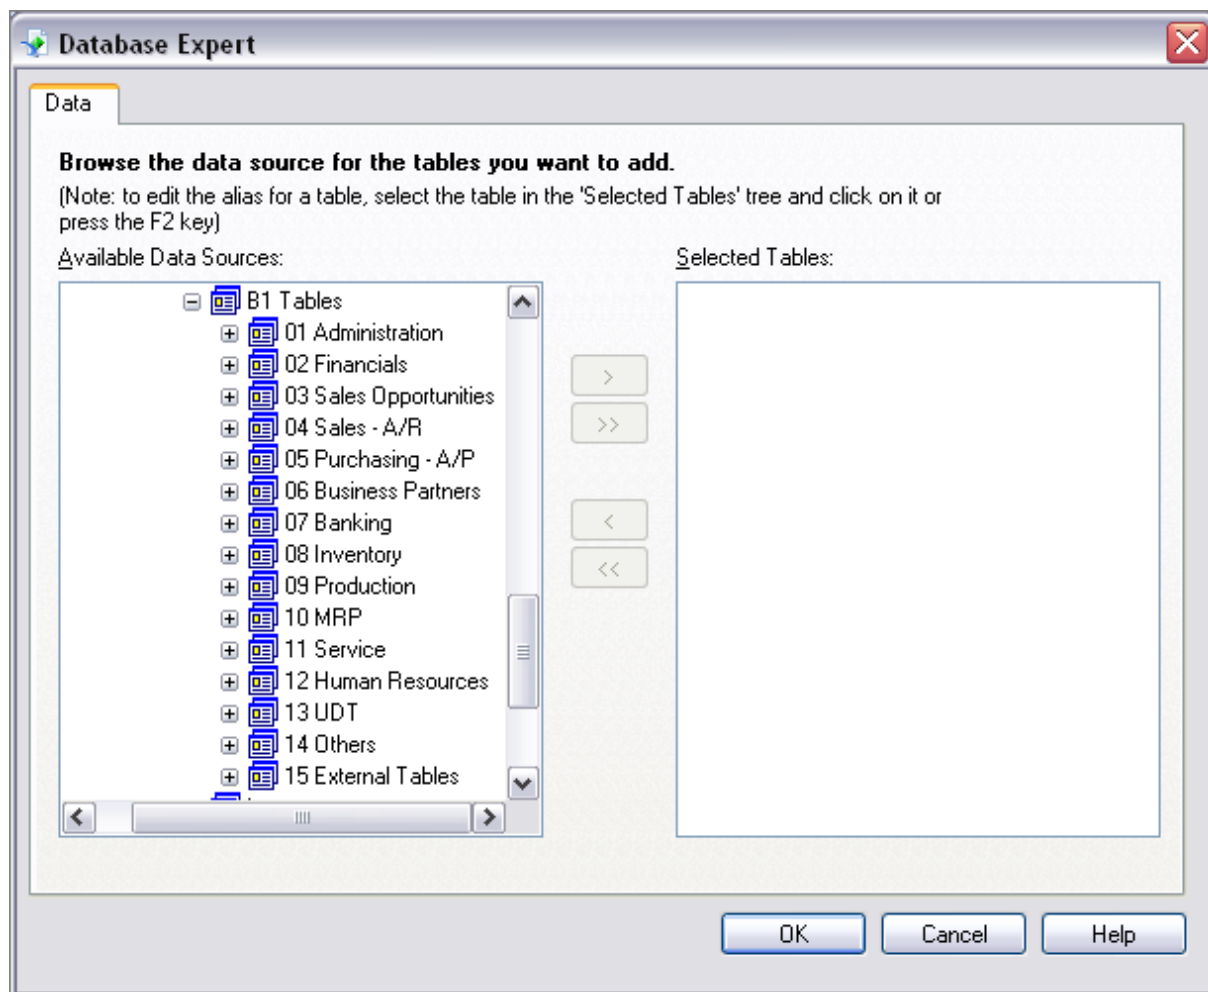 Database Expert
Data
Browse the data source for the tables you want to add.
(Note: to edit the alias for a table, select the table in the 'Selected Tables' tree and click on it or
press the F2 key)
Available Data Sources:
B1 Tables
01 Administration
02 Financials
03 Sales Opportunities
04 Sales - A/R
05 Purchasing - A/P
06 Business Partners
07 Banking
08 Inventory
09 Production
10 MRP
11 Service
12 Human Resources
13 UDT
14 Others
15 External Tables
>
>>
<
<<
Selected Tables:
OK
Cancel
Help